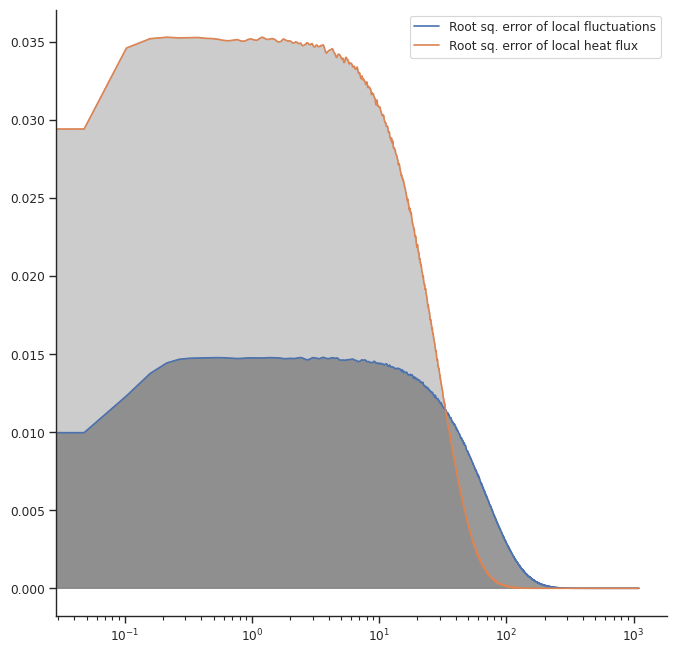 Root sq. error of local fluctuations
Root sq. error of local heat flux
0.035
0.030
0.025
0.020
0.015
0.010
0.005
0.000
10⁻¹ 10⁰ 10¹ 10² 10³